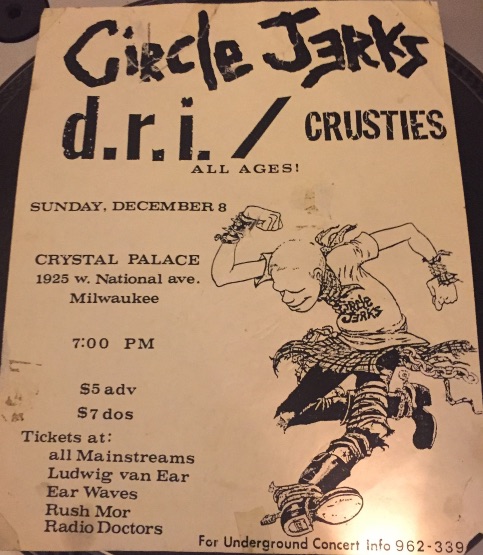 Circle Jerks
d.r.i. / CRUSTIES
ALL AGES!
SUNDAY, DECEMBER 8
CRYSTAL PALACE
1925 w. National ave.
Milwaukee
7:00 PM
$5 adv
$7 dos
Tickets at:
all Mainstreams
Ludwig van Ear
Ear Waves
Rush Mor
Radio Doctors
Circle
Jerks
For Underground Concert Info 962-339